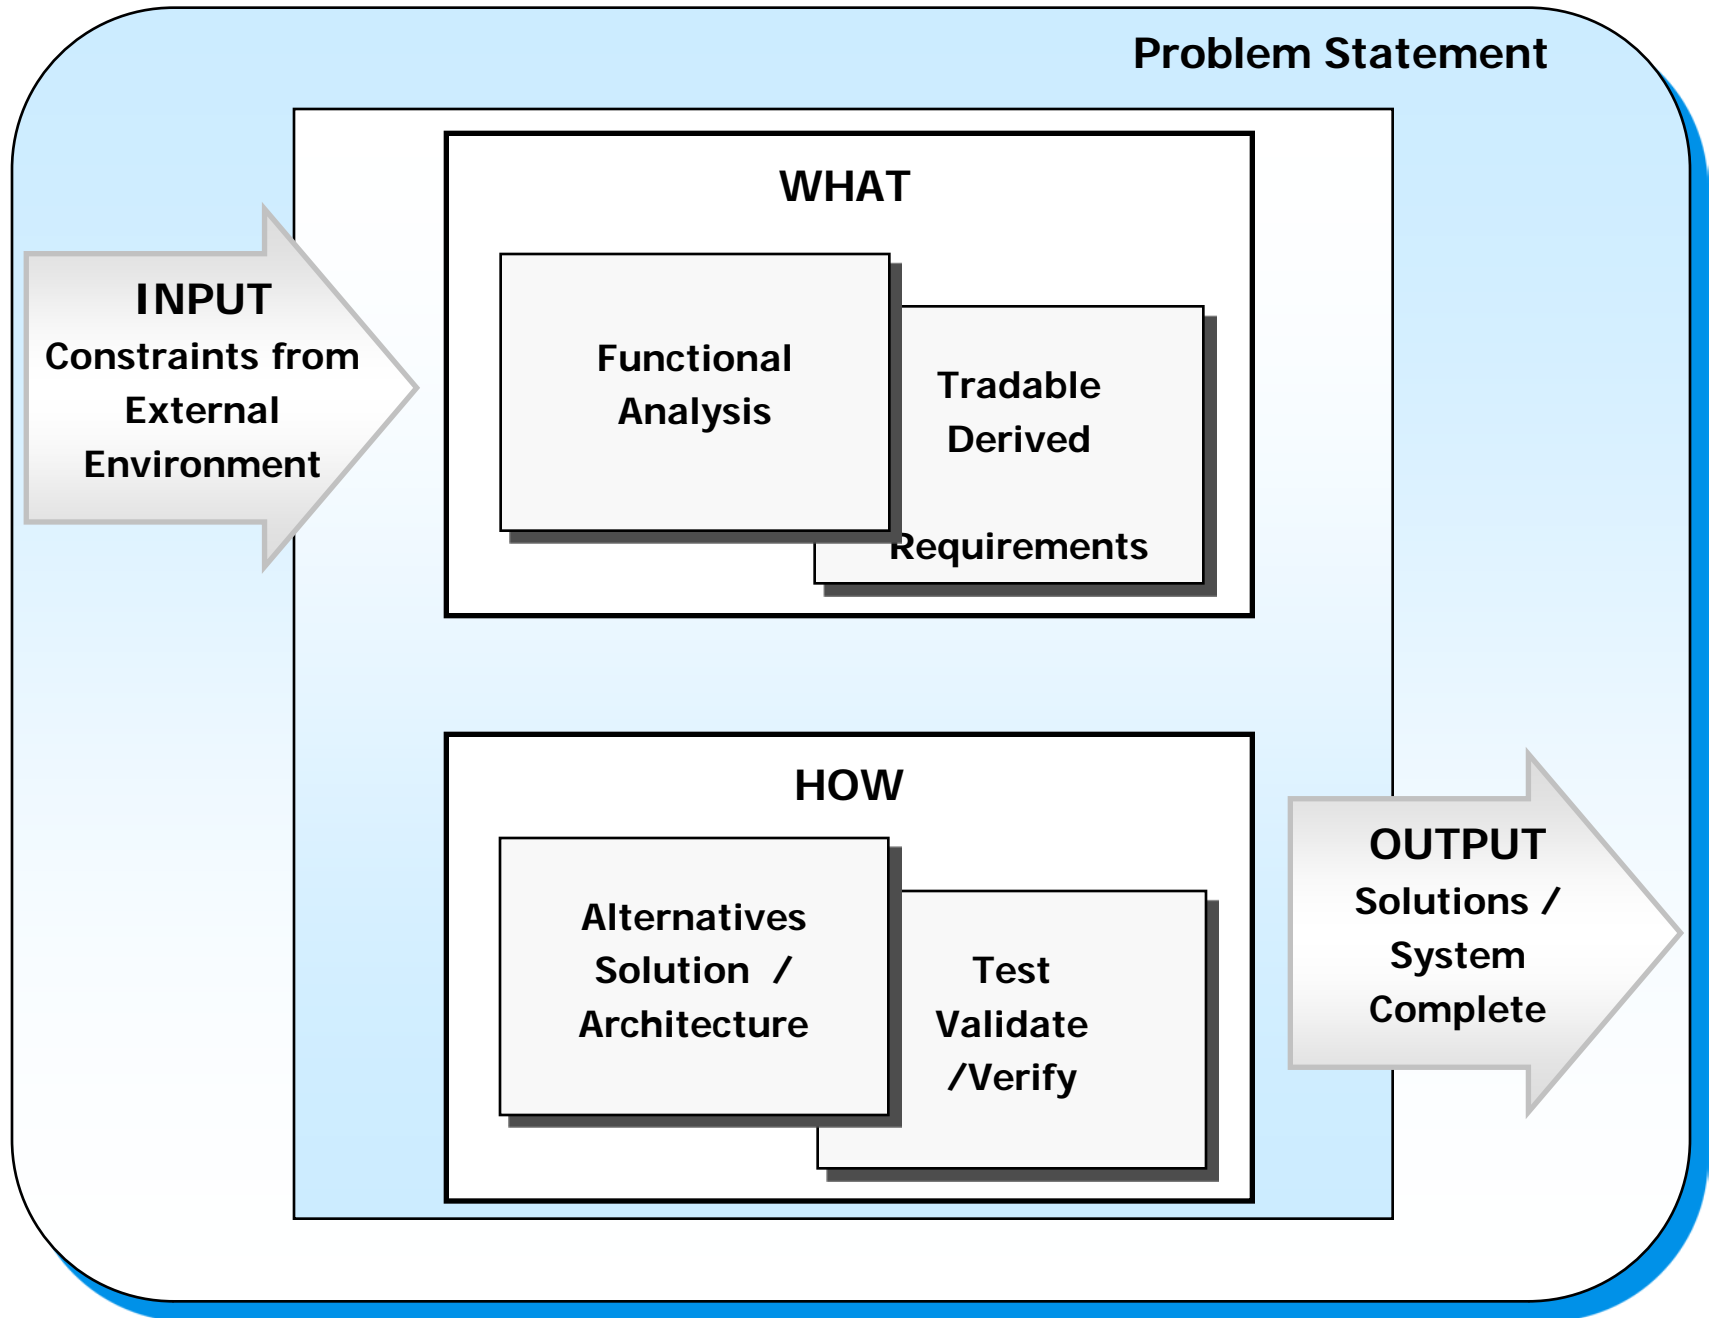 Problem Statement
WHAT
INPUT
Constraints from
External
Environment
Functional
Analysis
Tradable
Derived
Requirements
HOW
Alternatives
Solution /
Architecture
Test
Validate
/Verify
OUTPUT
Solutions /
System
Complete